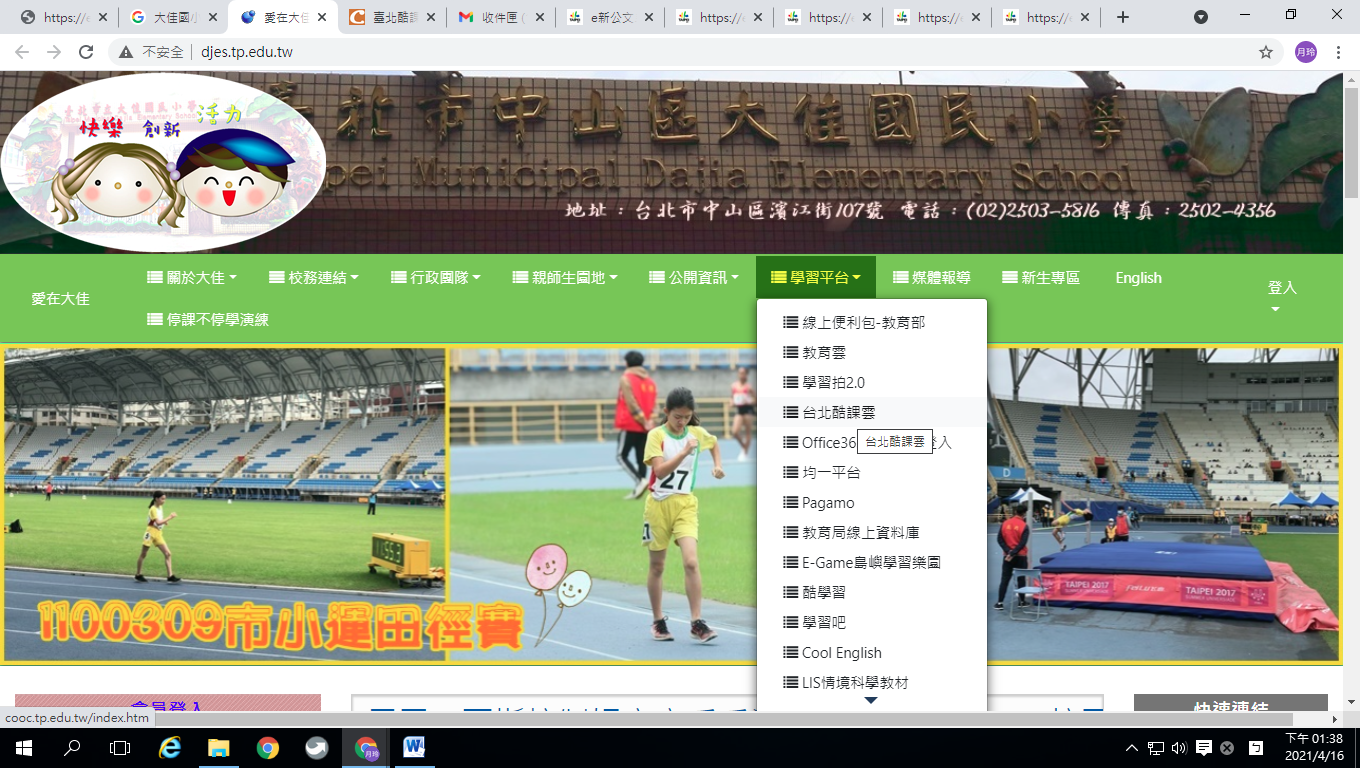 https://e
大佳國小
愛在大佳
臺北酷課
收件匣 (
e新公文
https://e
https://e
https://e
https://e
不安全 djes.tp.edu.tw
月玲
快樂 創新 活力
臺北市中山區大佳國民小學
Taipei Municipal Dajia Elementary School
地址：台北市中山區濱江街107號 電話：(02)2503-5816 傳真：2502-4356
愛在大佳
關於大佳 校務連結 行政團隊 親師生園地 公開資訊 學習平台 媒體報導 新生專區 English
停課不停學演練
登入
線上便利包-教育部
教育雲
學習拍2.0
台北酷課雲
Office36 登入
台北酷課雲
均一平台
Pagamo
教育局線上資料庫
E-Game島嶼學習樂園
酷學習
學習吧
Cool English
LIS情境科學教材
27
D
TAIPEI 2017
TAIPEI 2017
1100309市小運田徑賽
會員登入
快速連結
cooc.tp.edu.tw/index.htm
月玲
下午 01:38
2021/4/16